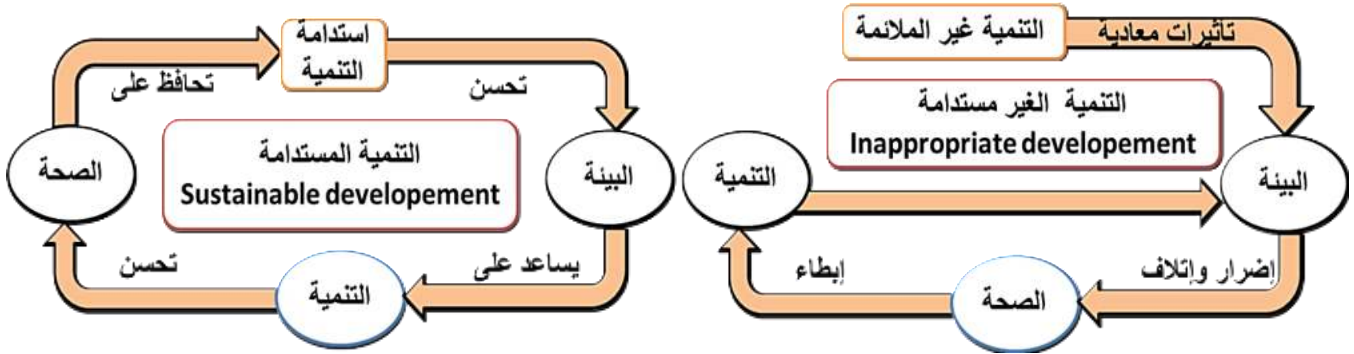 التنمية غير الملائمة
تأثيرات معادية
التنمية الغير مستدامة
Inappropriate developement
البيئة
إضرار وإتلاف
الصحة
إبطاء
التنمية
استدامة
التنمية
تحسن
البيئة
يساعد على
التنمية
تحسن
الصحة
تحافظ على
التنمية المستدامة
Sustainable developement